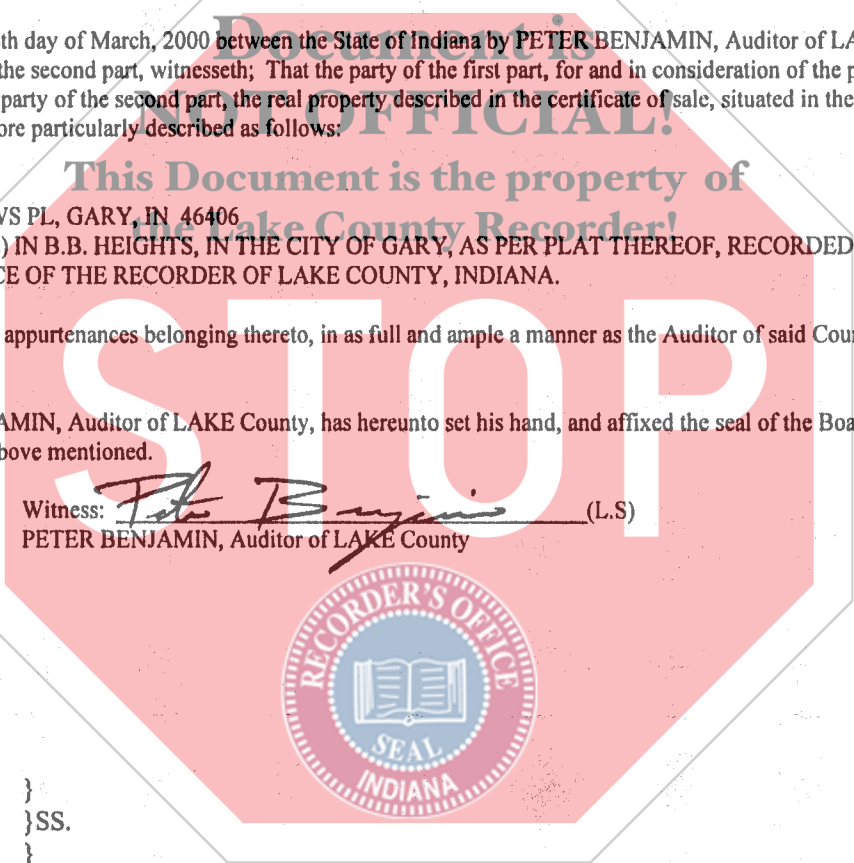 Document is
th day of March, 2000 between the State of Indiana by PETER BENJAMIN, Auditor of LA
the second part, witnesseth; That the party of the first part, for and in consideration of the p
party of the second part, the real property described in the certificate of sale, situated in the
NOT OFFICIAL!
ore particularly described as follows:
This Document is the property of
WS PL, GARY, IN 46406
the Lake County Recorder!
) IN B.B. HEIGHTS, IN THE CITY OF GARY, AS PER PLAT THEREOF, RECORDED
CE OF THE RECORDER OF LAKE COUNTY, INDIANA.
appurtenances belonging thereto, in as full and ample a manner as the Auditor of said Cour
STOP
AMIN, Auditor of LAKE County, has hereunto set his hand, and affixed the seal of the Boa
bove mentioned.
Witness: Peter Benjamin (L.S)
PETER BENJAMIN, Auditor of LAKE County
RECORDER'S OFFICE
SEAL
INDIANA
}
}SS.
}